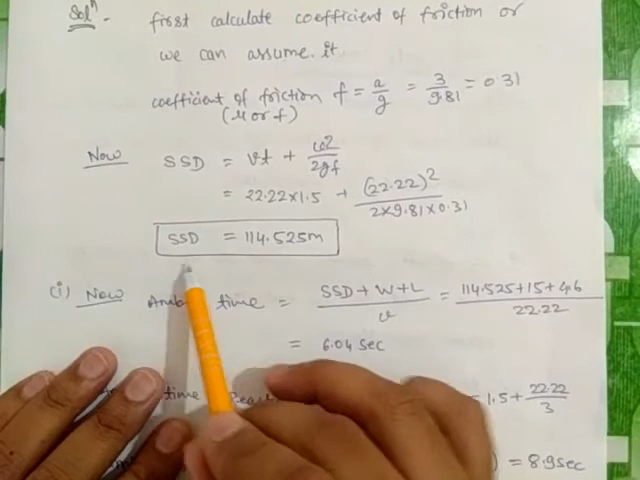 Solⁿ. first calculate coefficient of friction or
we can assume it.
coefficient of friction f = a/g = 3/9.81 = 0.31
(μ or f)
Now SSD = vt + v²/2gf
= 22.22×1.5 + (22.22)²/2×9.81×0.31
SSD = 114.525m
(i) Now time = SSD+W+L/v = 114.525+15+4.6/22.22
= 6.04 sec
time = 1.5 + 22.22/3
) = 8.9sec